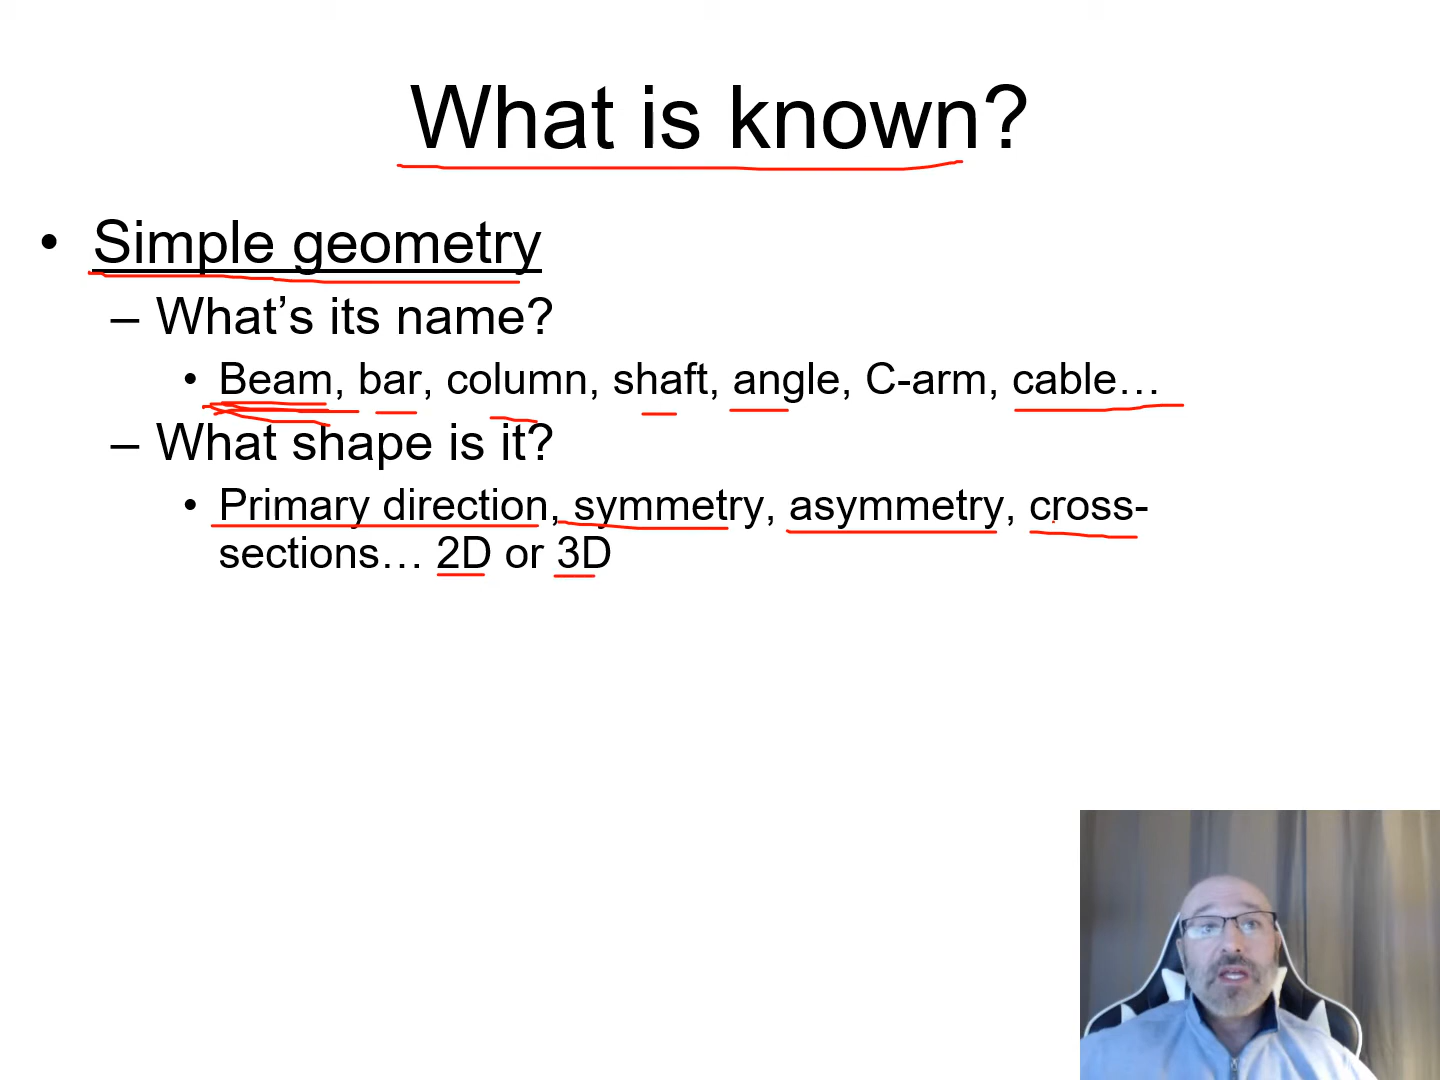 What is known?
• Simple geometry
– What’s its name?
• Beam, bar, column, shaft, angle, C-arm, cable…
– What shape is it?
• Primary direction, symmetry, asymmetry, cross-
sections… 2D or 3D